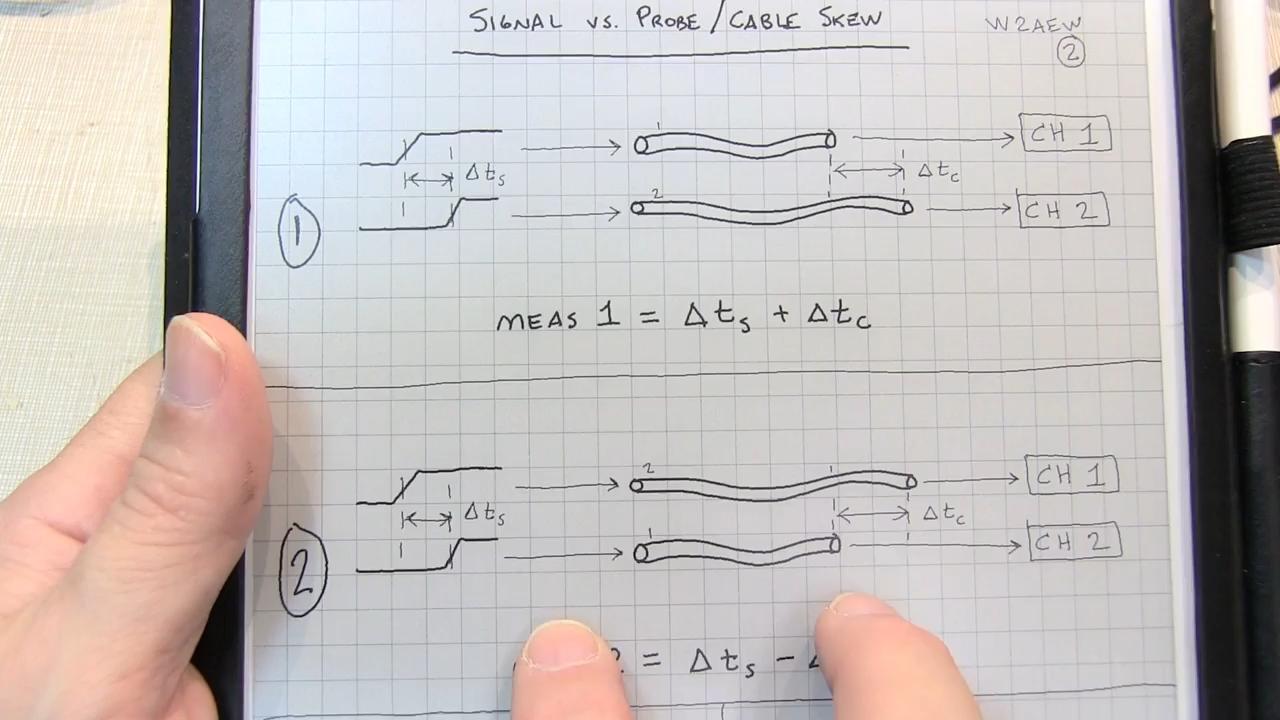 SIGNAL VS. PROBE / CABLE SKEW
W2AEW
2
1
CH 1
Δts
Δtc
2
CH 2
1
MEAS 1 = Δts + Δtc
2
CH 1
Δts
Δtc
1
CH 2
2
2 = Δts -